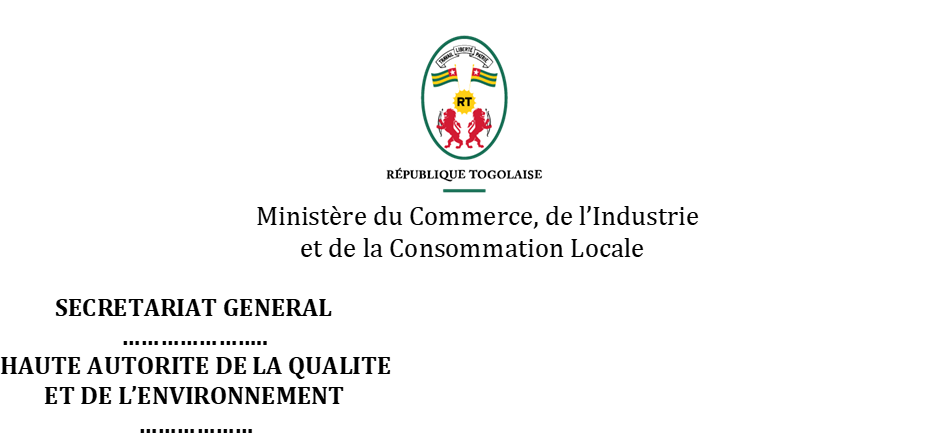 TRAVAIL LIBERTÉ PATRIE
RT
RÉPUBLIQUE TOGOLAISE
Ministère du Commerce, de l’Industrie
et de la Consommation Locale
SECRETARIAT GENERAL
…………………..
HAUTE AUTORITE DE LA QUALITE
ET DE L’ENVIRONNEMENT
………………